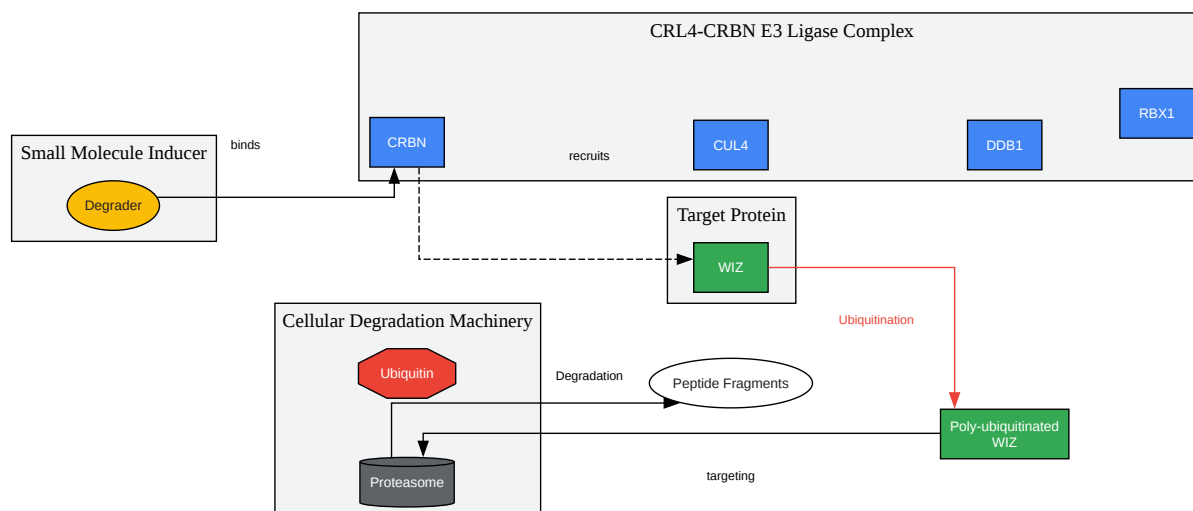 CRL4-CRBN E3 Ligase Complex
RBX1
CRBN
CUL4
DDB1
binds
recruits
Small Molecule Inducer
Degrader
Target Protein
WIZ
Cellular Degradation Machinery
Ubiquitination
Ubiquitin
Degradation
Peptide Fragments
Poly-ubiquitinated
WIZ
Proteasome
targeting